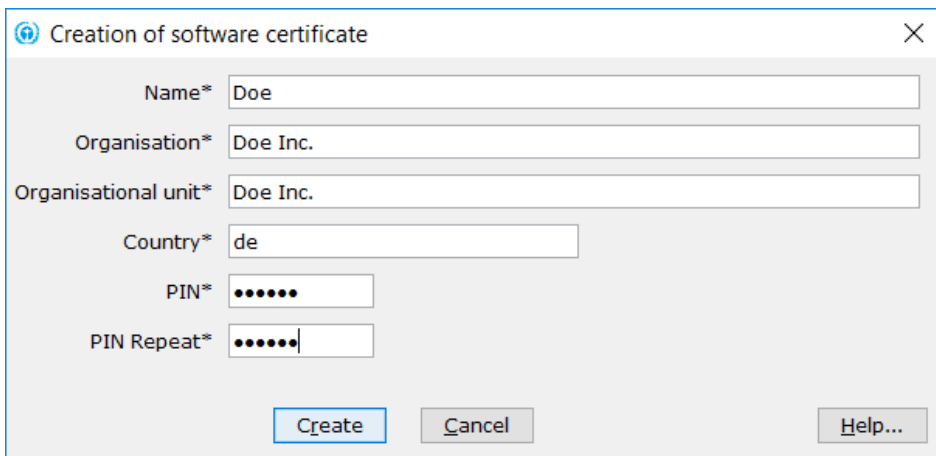 Creation of software certificate
Name* Doe
Organisation* Doe Inc.
Organisational unit* Doe Inc.
Country* de
PIN* ••••••
PIN Repeat* ••••••
Create Cancel Help...